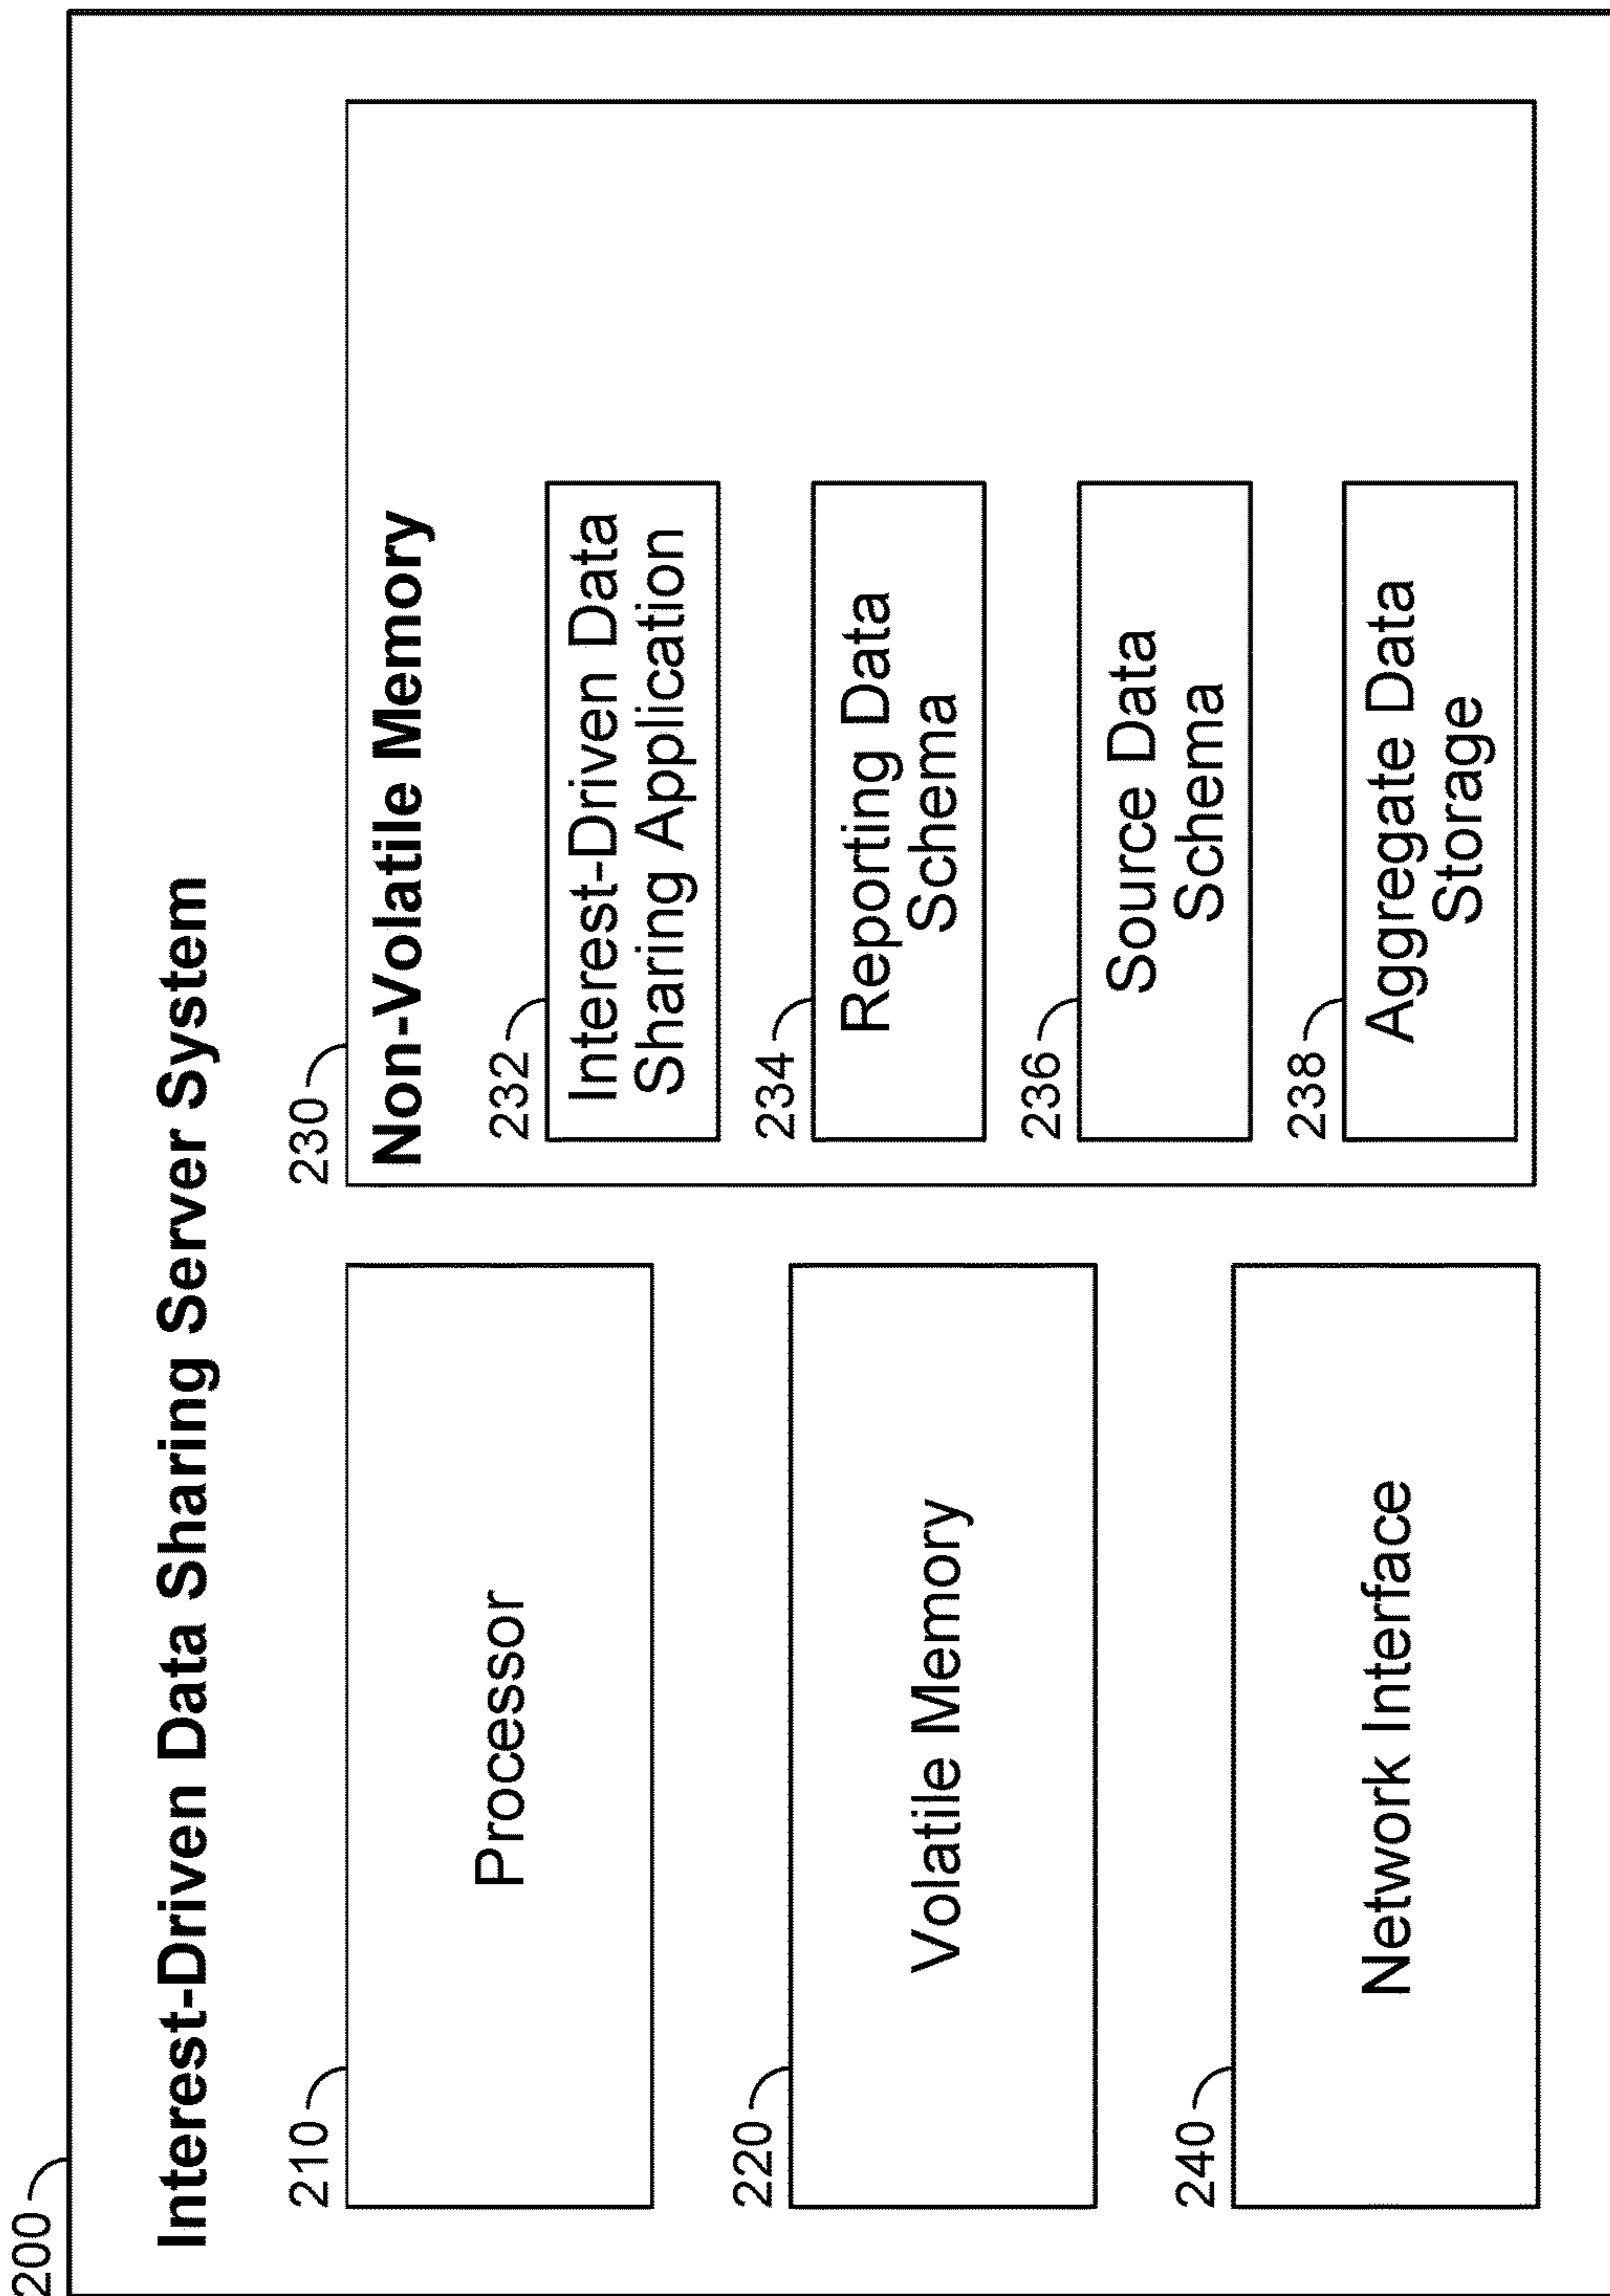 200
Interest-Driven Data Sharing Server System
210
Processor
220
Volatile Memory
240
Network Interface
230
Non-Volatile Memory
232
Interest-Driven Data
Sharing Application
234
Reporting Data
Schema
236
Source Data
Schema
238
Aggregate Data
Storage